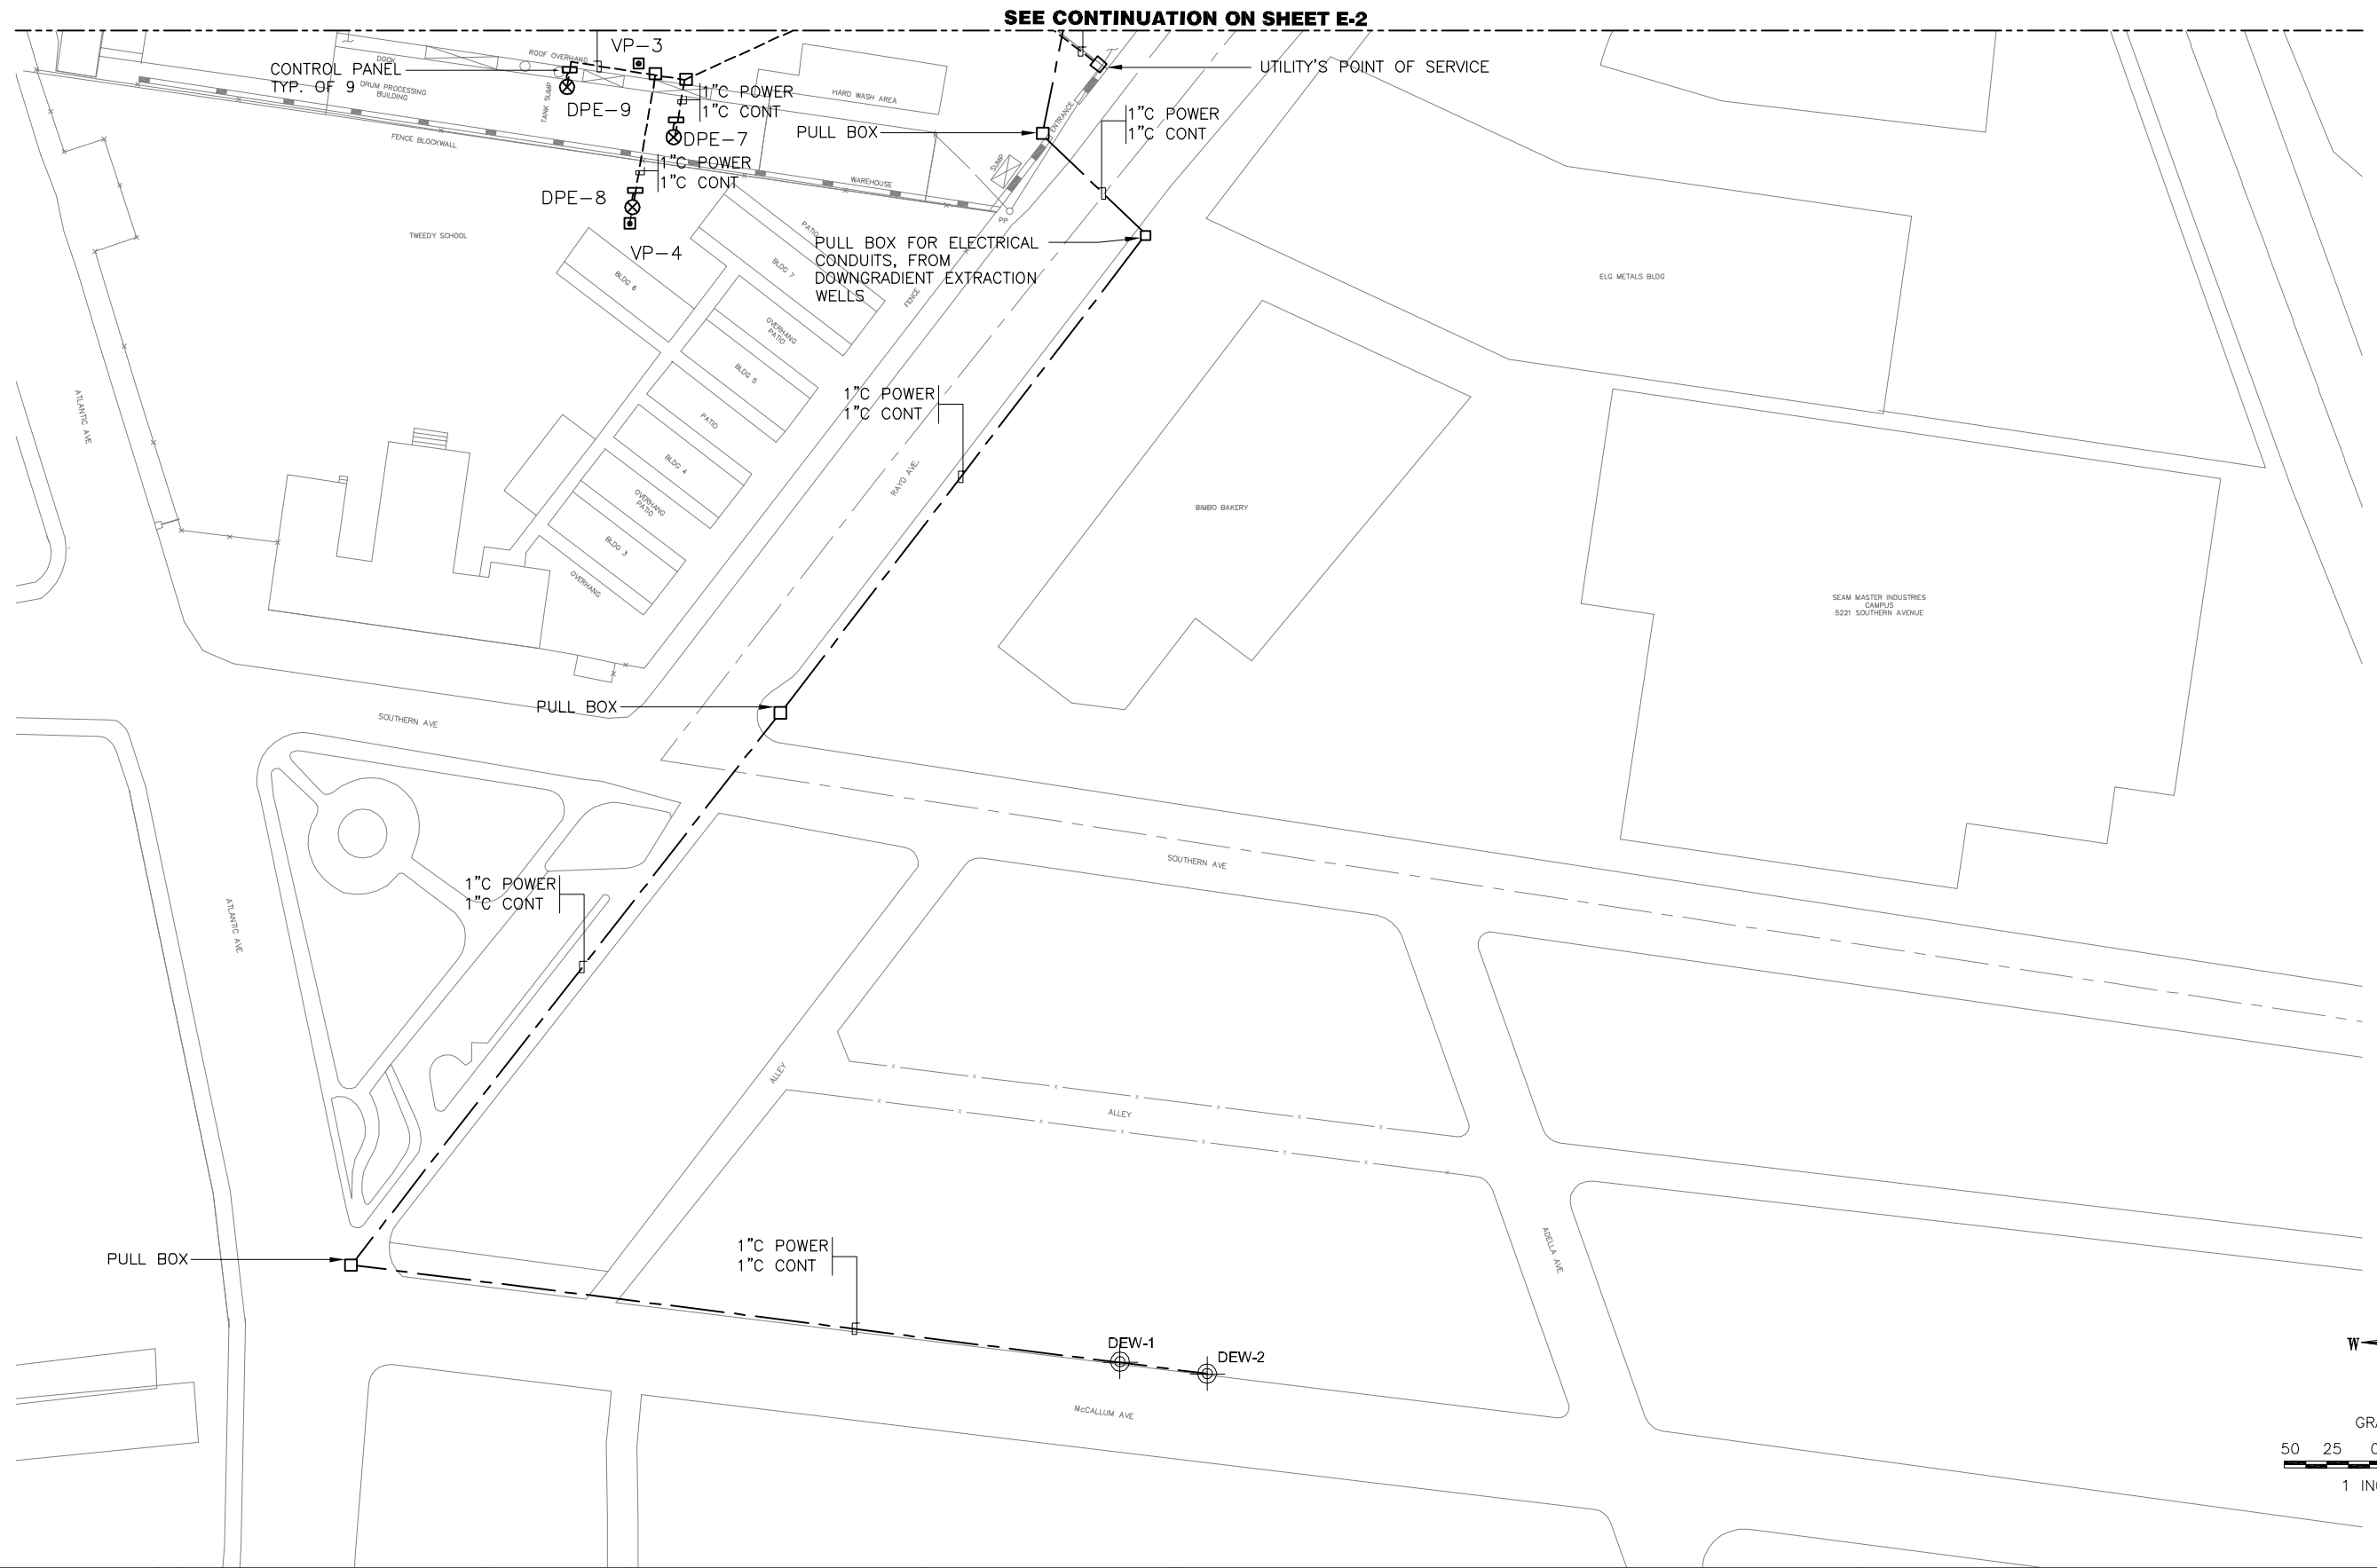 SEE CONTINUATION ON SHEET E-2
VP-3
ROOF OVERHANG
DOCK
CONTROL PANEL
TYP. OF 9
DRUM PROCESSING
BUILDING
TANK SUMP
DPE-9
1"C POWER
1"C CONT
HARD WASH AREA
UTILITY'S POINT OF SERVICE
ENTRANCE
PULL BOX
1"C POWER
1"C CONT
DPE-7
FENCE BLOCKWALL
1"C POWER
1"C CONT
SUMP
WAREHOUSE
DPE-8
PP
VP-4
TWEEDY SCHOOL
PATIO
PULL BOX FOR ELECTRICAL
CONDUITS, FROM
DOWNGRADIENT EXTRACTION
WELLS
BLDG 6
BLDG 7
FENCE
ELG METALS BLDG
OVERHANG
PATIO
BLDG 5
ATLANTIC AVE.
1"C POWER
1"C CONT
PATIO
BLDG 4
RAYO AVE.
OVERHANG
PATIO
BIMBO BAKERY
BLDG 3
OVERHANG
SEAM MASTER INDUSTRIES
CAMPUS
5221 SOUTHERN AVENUE
PULL BOX
SOUTHERN AVE
SOUTHERN AVE
1"C POWER
1"C CONT
ATLANTIC AVE.
ALLEY
ALLEY
ADELLA AVE.
PULL BOX
1"C POWER
1"C CONT
DEW-1
DEW-2
McCALLUM AVE
W
GRA
50 25 0
1 IN